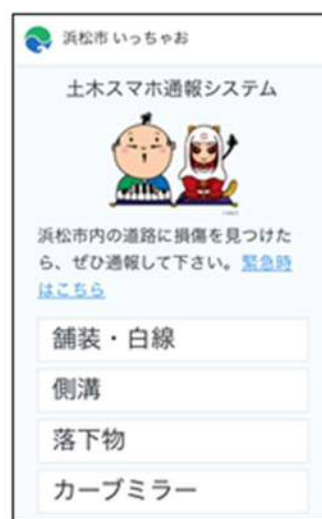 浜松市 いっちゃお
土木スマホ通報システム
浜松市内の道路に損傷を見つけた
ら、ぜひ通報して下さい。緊急時
はこちら
舗装・白線
側溝
落下物
カーブミラー